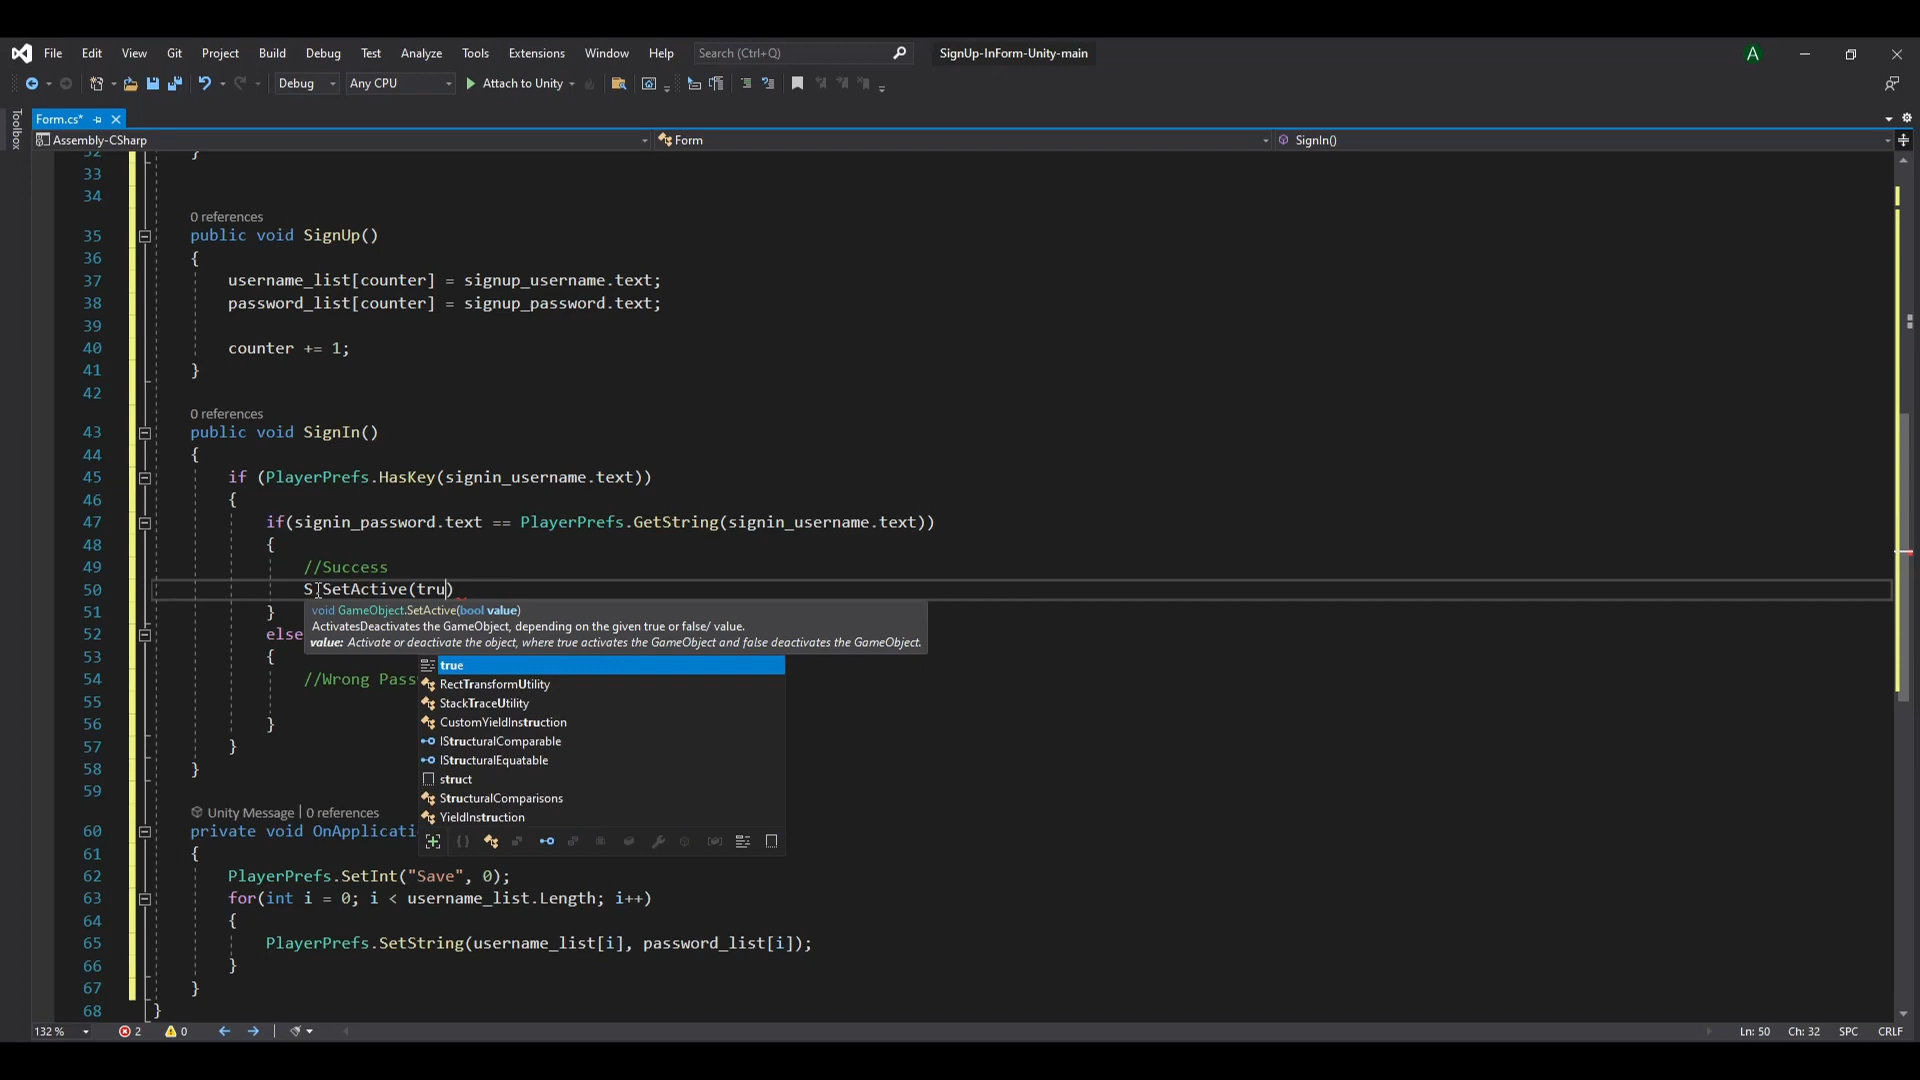 File Edit View Git Project Build Debug Test Analyze Tools Extensions Window Help Search (Ctrl+Q) SignUp-InForm-Unity-main A
Debug Any CPU Attach to Unity
Toolbox
Form.cs*
Assembly-CSharp Form SignIn()
32 }
33
34
0 references
35 public void SignUp()
36 {
37 username_list[counter] = signup_username.text;
38 password_list[counter] = signup_password.text;
39
40 counter += 1;
41 }
42
0 references
43 public void SignIn()
44 {
45 if (PlayerPrefs.HasKey(signin_username.text))
46 {
47 if(signin_password.text == PlayerPrefs.GetString(signin_username.text))
48 {
49 //Success
50 S.SetActive(tru)
51 }
void GameObject.SetActive(bool value)
ActivatesDeactivates the GameObject, depending on the given true or false/ value.
value: Activate or deactivate the object, where true activates the GameObject and false deactivates the GameObject.
52 else
53 {
54 //Wrong Pass
55
56 }
57 }
58 }
59
true
RectTransformUtility
StackTraceUtility
CustomYieldInstruction
IStructuralComparable
IStructuralEquatable
struct
StructuralComparisons
YieldInstruction
Unity Message | 0 references
60 private void OnApplicati
61 {
62 PlayerPrefs.SetInt("Save", 0);
63 for(int i = 0; i < username_list.Length; i++)
64 {
65 PlayerPrefs.SetString(username_list[i], password_list[i]);
66 }
67 }
68 }
132 % 2 0 Ln: 50 Ch: 32 SPC CRLF